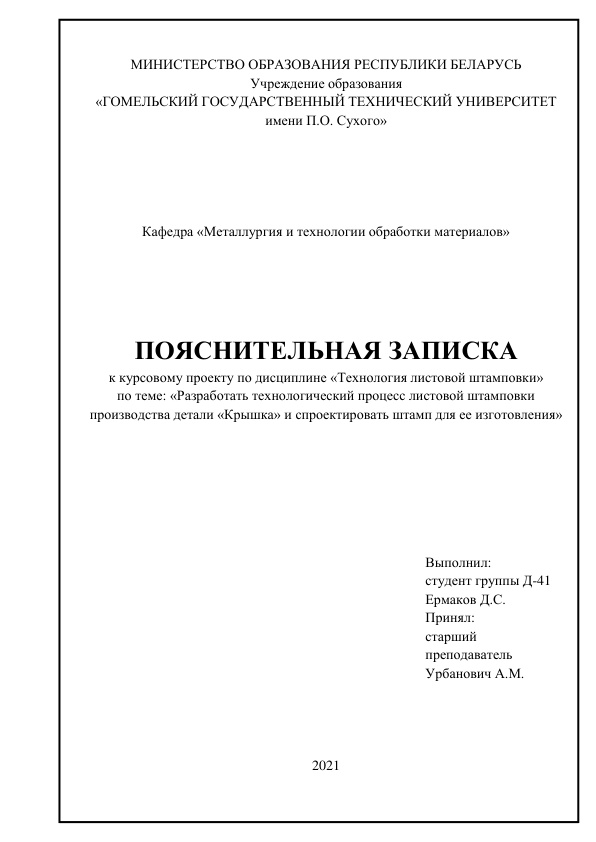 МИНИСТЕРСТВО ОБРАЗОВАНИЯ РЕСПУБЛИКИ БЕЛАРУСЬ
Учреждение образования
«ГОМЕЛЬСКИЙ ГОСУДАРСТВЕННЫЙ ТЕХНИЧЕСКИЙ УНИВЕРСИТЕТ
имени П.О. Сухого»
Кафедра «Металлургия и технологии обработки материалов»
ПОЯСНИТЕЛЬНАЯ ЗАПИСКА
к курсовому проекту по дисциплине «Технология листовой штамповки»
по теме: «Разработать технологический процесс листовой штамповки
производства детали «Крышка» и спроектировать штамп для ее изготовления»
Выполнил:
студент группы Д-41
Ермаков Д.С.
Принял:
старший
преподаватель
Урбанович А.М.
2021